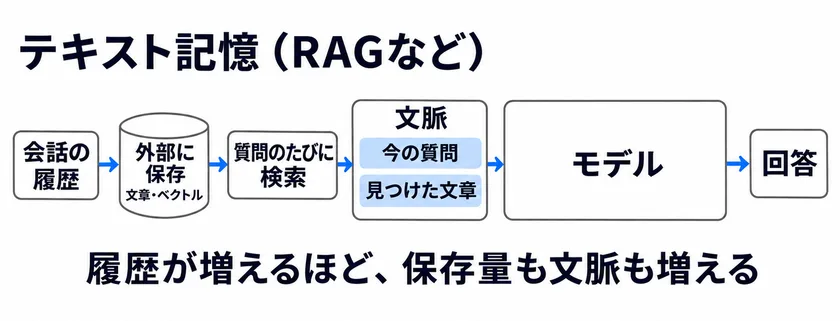 テキスト記憶（RAGなど）
会話の
履歴
外部に
保存
文章・ベクトル
質問のたびに
検索
文脈
今の質問
見つけた文章
モデル
回答
履歴が増えるほど、保存量も文脈も増える